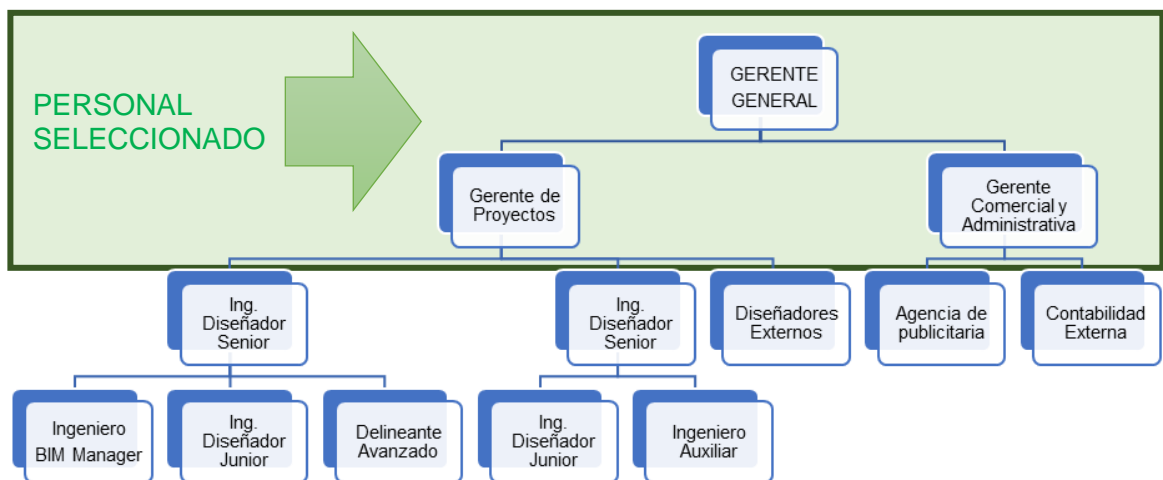 PERSONAL
SELECCIONADO
GERENTE
GENERAL
Gerente de
Proyectos
Gerente
Comercial y
Administrativa
Ing.
Diseñador
Senior
Ing.
Diseñador
Senior
Diseñadores
Externos
Agencia de
publicitaria
Contabilidad
Externa
Ingeniero
BIM Manager
Ing.
Diseñador
Junior
Delineante
Avanzado
Ing.
Diseñador
Junior
Ingeniero
Auxiliar